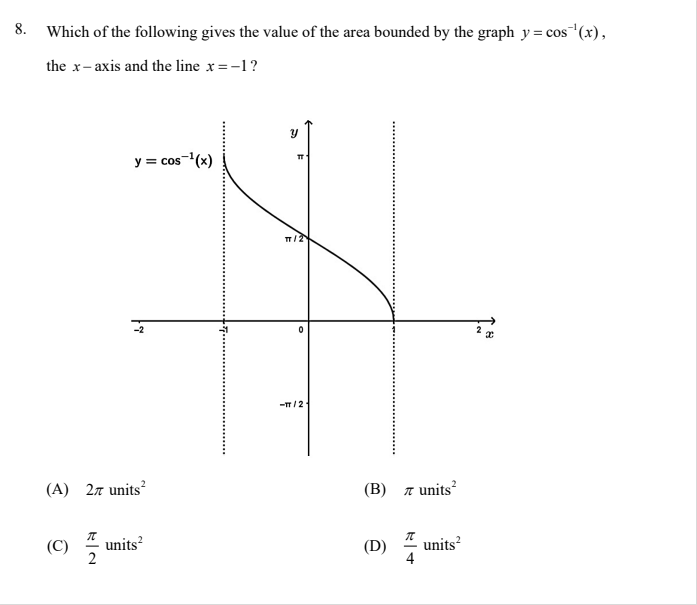 8. Which of the following gives the value of the area bounded by the graph y = cos⁻¹(x),
the x – axis and the line x = −1?
y
y = cos⁻¹(x)
π
π / 2
−2 −1 0 1 2 x
−π / 2
(A) 2π units² (B) π units²
(C) π/2 units² (D) π/4 units²